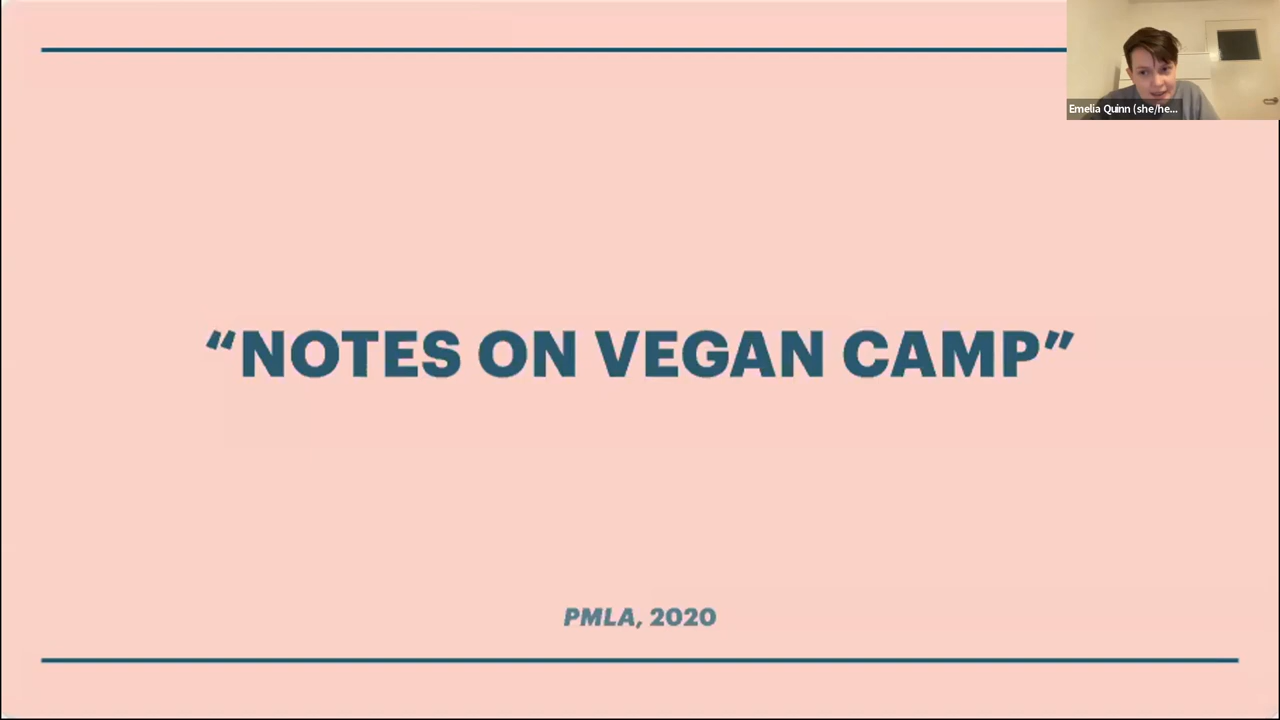 Emelia Quinn (she/he...
“NOTES ON VEGAN CAMP”
PMLA, 2020